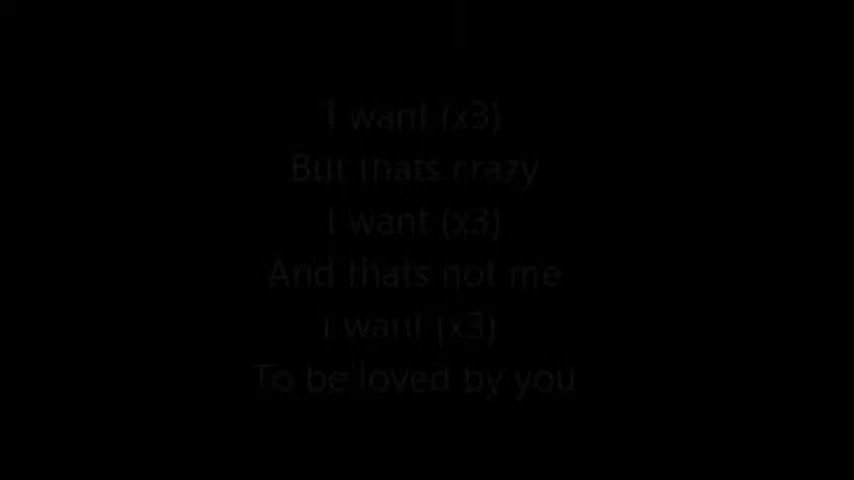 I want (x3)
But thats crazy
I want (x3)
And thats not me
I want (x3)
To be loved by you